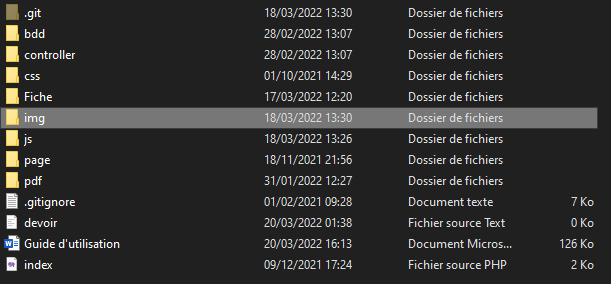 .git 18/03/2022 13:30 Dossier de fichiers
bdd 28/02/2022 13:07 Dossier de fichiers
controller 28/02/2022 13:07 Dossier de fichiers
css 01/10/2021 14:29 Dossier de fichiers
Fiche 17/03/2022 12:20 Dossier de fichiers
img 18/03/2022 13:30 Dossier de fichiers
js 18/03/2022 13:26 Dossier de fichiers
page 18/11/2021 21:56 Dossier de fichiers
pdf 31/01/2022 12:27 Dossier de fichiers
.gitignore 01/02/2021 09:28 Document texte 7 Ko
devoir 20/03/2022 01:38 Fichier source Text 0 Ko
Guide d'utilisation 20/03/2022 16:13 Document Micros... 126 Ko
index 09/12/2021 17:24 Fichier source PHP 2 Ko